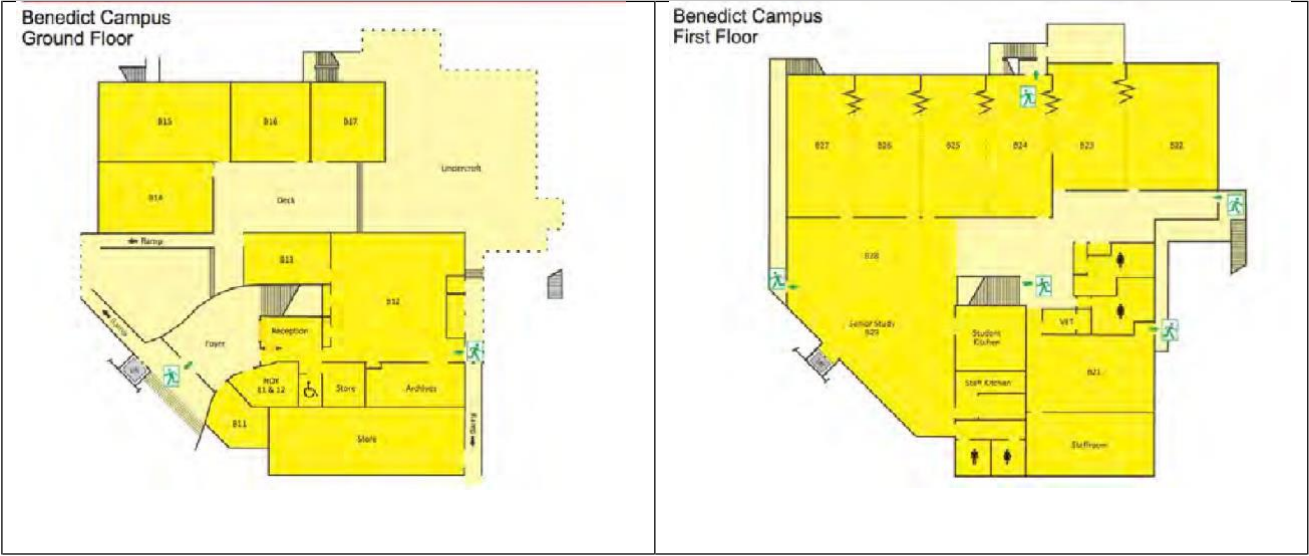 Benedict Campus
Ground Floor
B15
B16
B17
Undercroft
B14
Deck
Ramp
B13
B12
Ramp
Reception
Foyer
Lift
HOX
11 & 12
Store
Archives
B11
Store
Ramp
Benedict Campus
First Floor
B27
B26
B25
B24
B23
B22
B28
Senior Study
B29
Student
Kitchen
VET
Staff Kitchen
B21
Staffroom